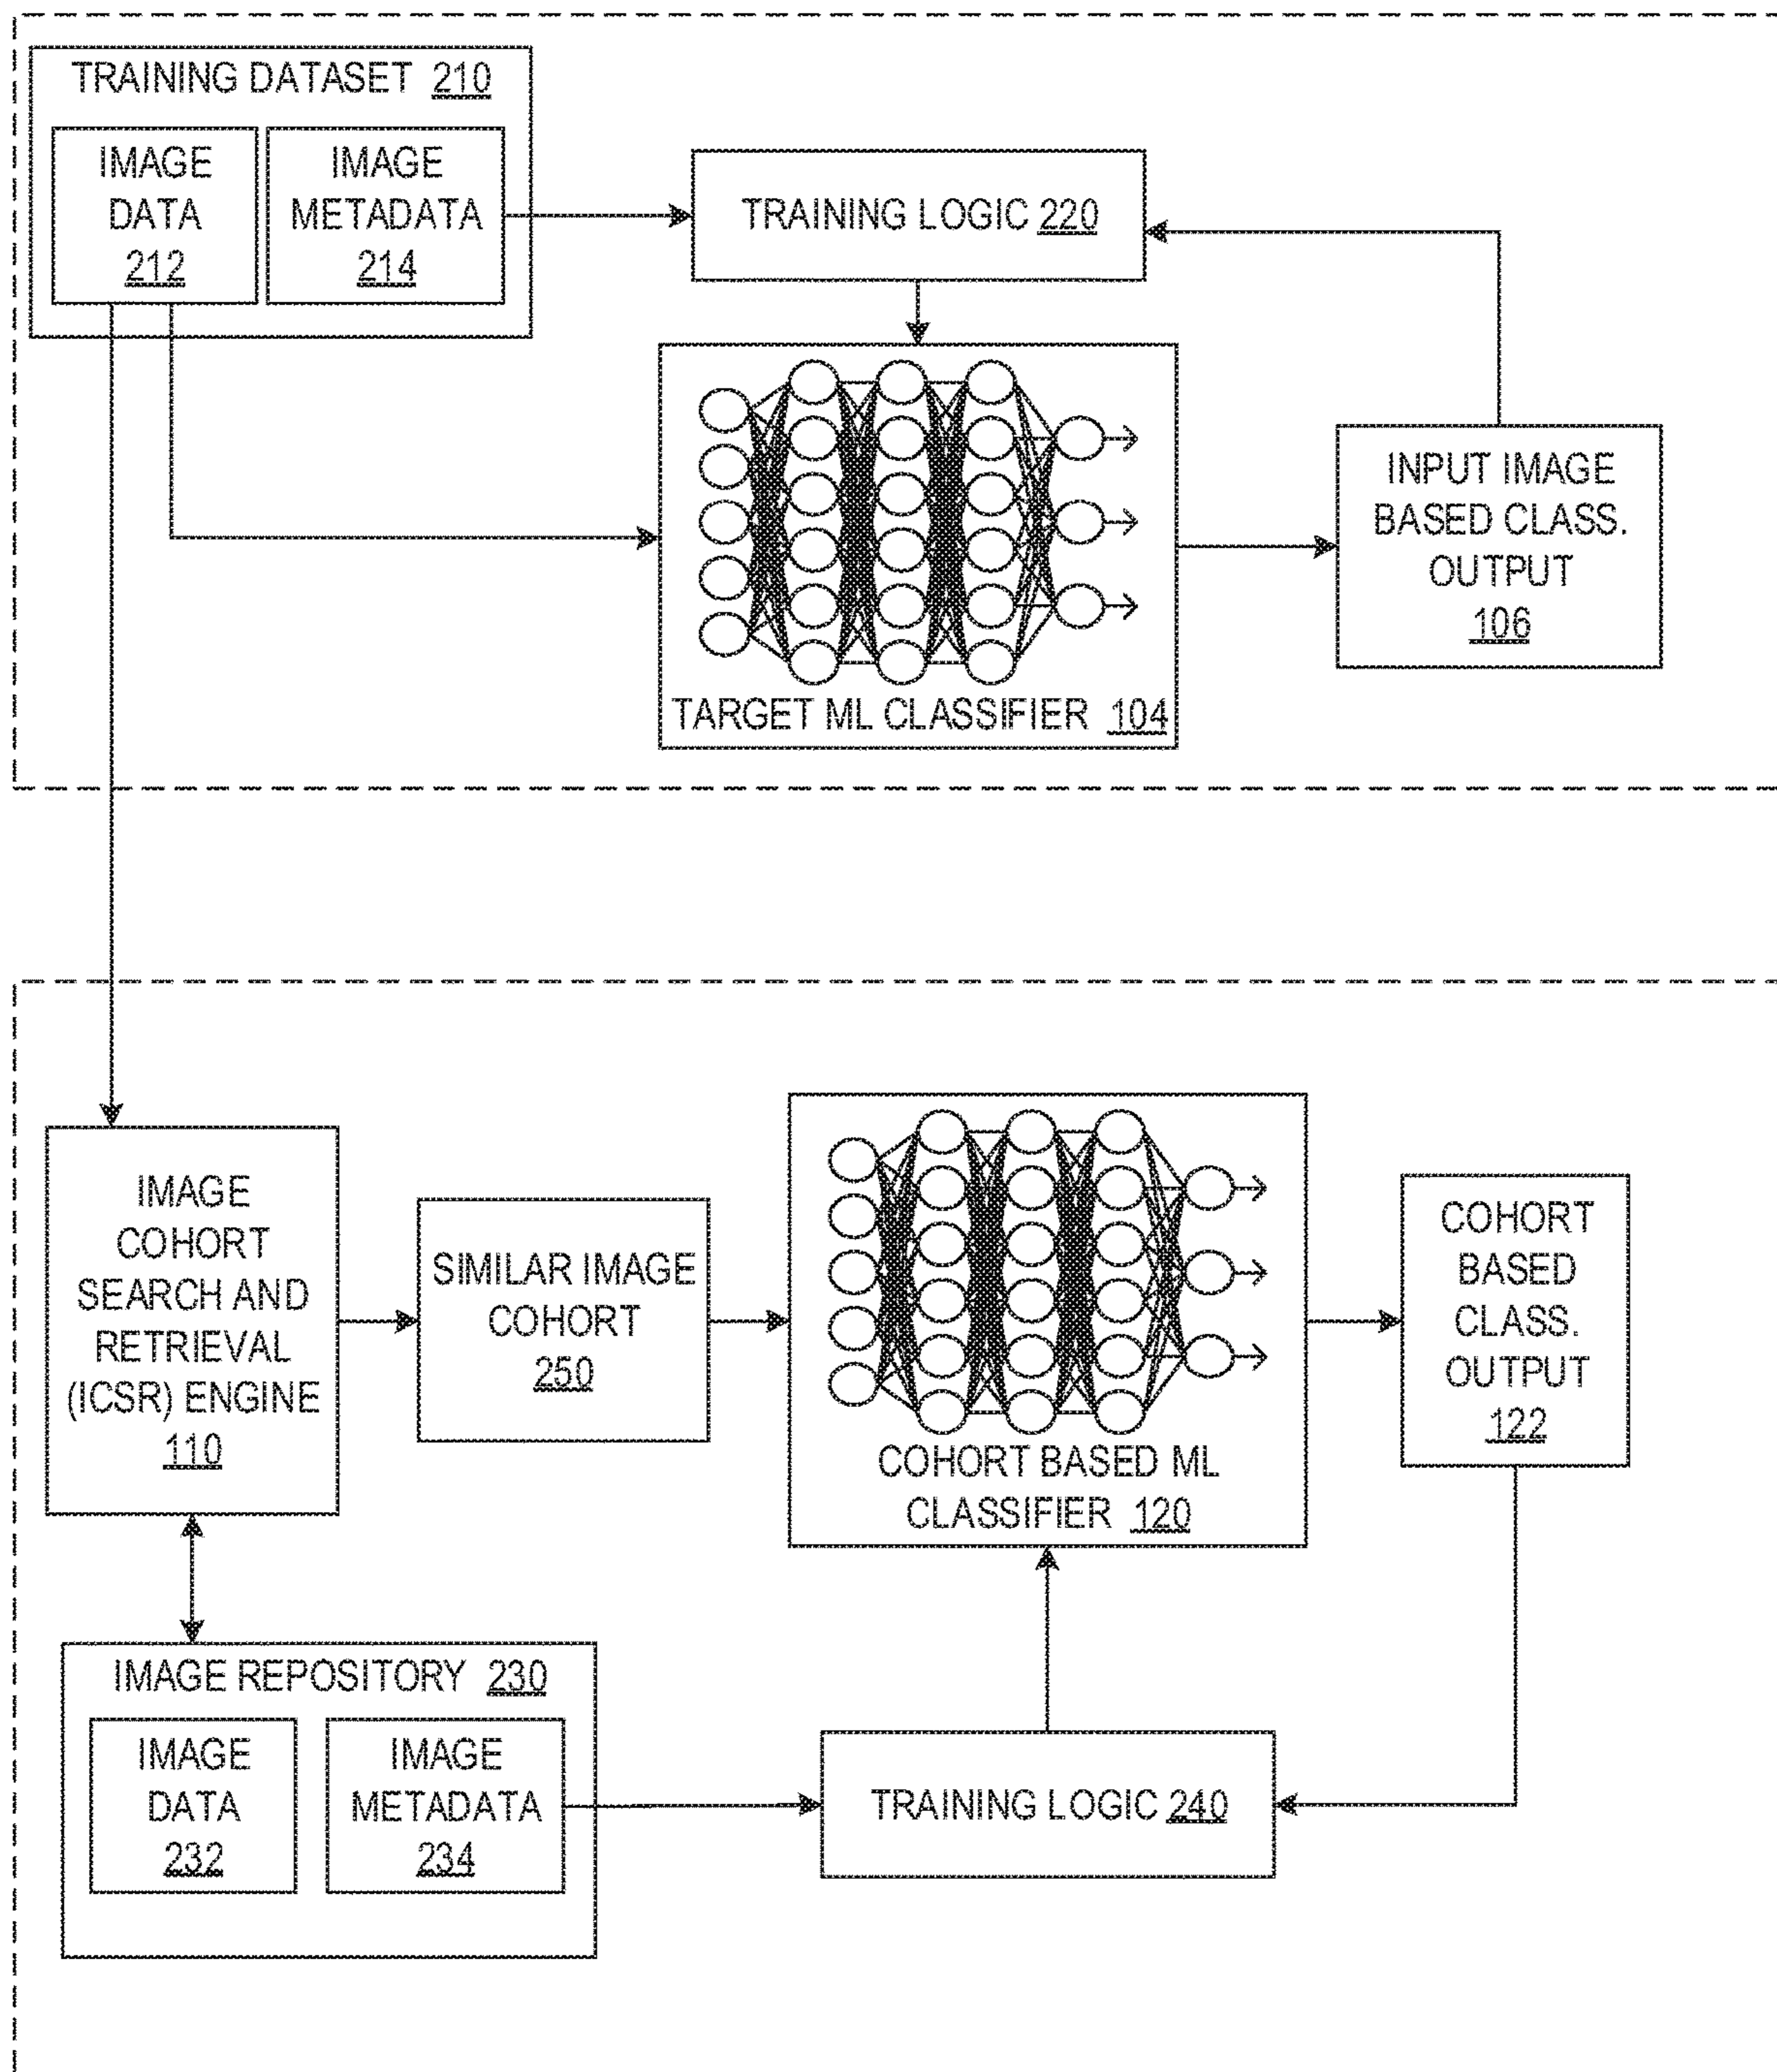 TRAINING DATASET 210
IMAGE
DATA
212
IMAGE
METADATA
214
TRAINING LOGIC 220
TARGET ML CLASSIFIER 104
INPUT IMAGE
BASED CLASS.
OUTPUT
106
IMAGE
COHORT
SEARCH AND
RETRIEVAL
(ICSR) ENGINE
110
SIMILAR IMAGE
COHORT
250
COHORT BASED ML
CLASSIFIER 120
COHORT
BASED
CLASS.
OUTPUT
122
IMAGE REPOSITORY 230
IMAGE
DATA
232
IMAGE
METADATA
234
TRAINING LOGIC 240